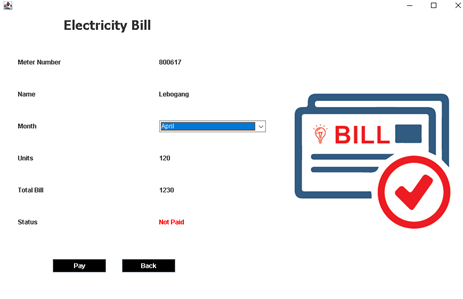 Electricity Bill
Meter Number 800617
Name Lebogang
Month April
Units 120
Total Bill 1230
Status Not Paid
BILL
Pay Back